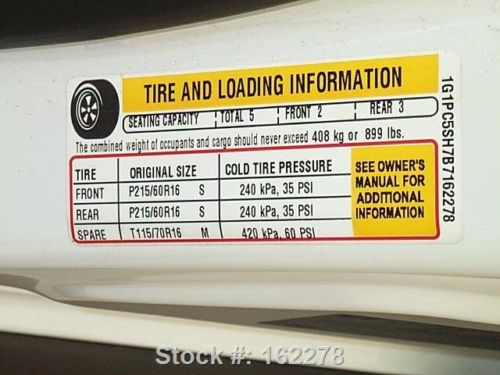 TIRE AND LOADING INFORMATION
SEATING CAPACITY TOTAL 5 FRONT 2 REAR 3
The combined weight of occupants and cargo should never exceed 408 kg or 899 lbs.
TIRE ORIGINAL SIZE COLD TIRE PRESSURE
FRONT P215/60R16 S 240 kPa, 35 PSI
REAR P215/60R16 S 240 kPa, 35 PSI
SPARE T115/70R16 M 420 kPa, 60 PSI
SEE OWNER'S
MANUAL FOR
ADDITIONAL
INFORMATION
1G1PC5SH7B7162278
Stock #: 162278